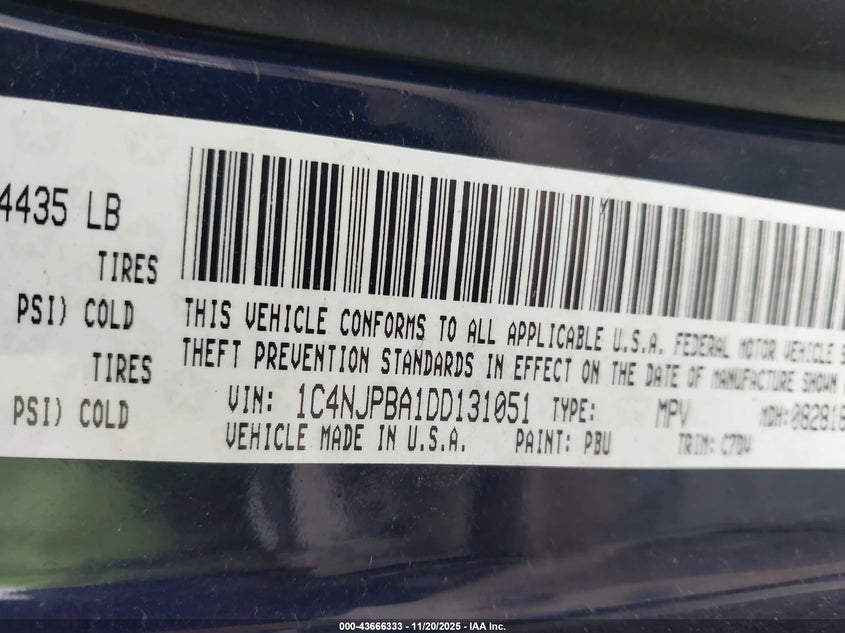 4435 LB
TIRES
PSI) COLD
TIRES
PSI) COLD
THIS VEHICLE CONFORMS TO ALL APPLICABLE U.S.A. FEDERAL MOTOR VEHICLE S
THEFT PREVENTION STANDARDS IN EFFECT ON THE DATE OF MANUFACTURE SHOWN
VIN: 1C4NJPBA1DD131051 TYPE: MPV MDH: 082818
VEHICLE MADE IN U.S.A. PAINT: PBU TRIM:
000-43666333 - 11/20/2025 - IAA Inc.